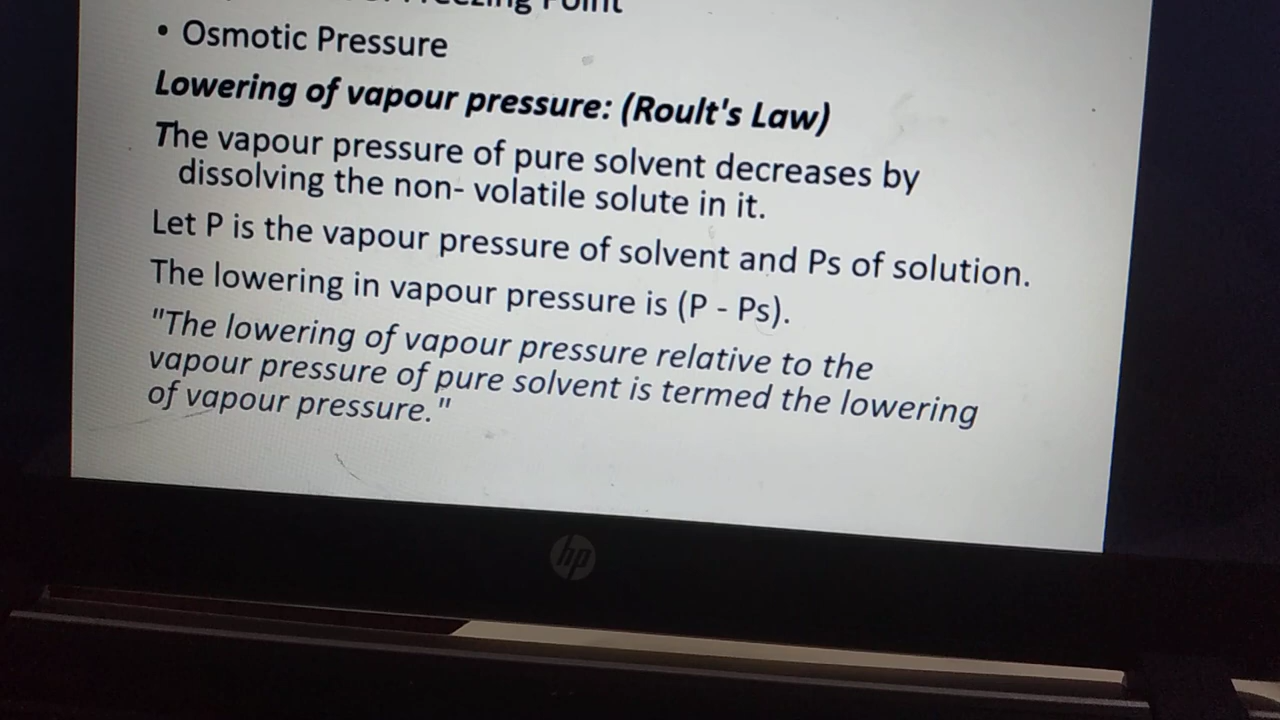 Freezing Point
• Osmotic Pressure
Lowering of vapour pressure: (Roult's Law)
The vapour pressure of pure solvent decreases by
dissolving the non- volatile solute in it.
Let P is the vapour pressure of solvent and Ps of solution.
The lowering in vapour pressure is (P - Ps).
"The lowering of vapour pressure relative to the
vapour pressure of pure solvent is termed the lowering
of vapour pressure."
hp